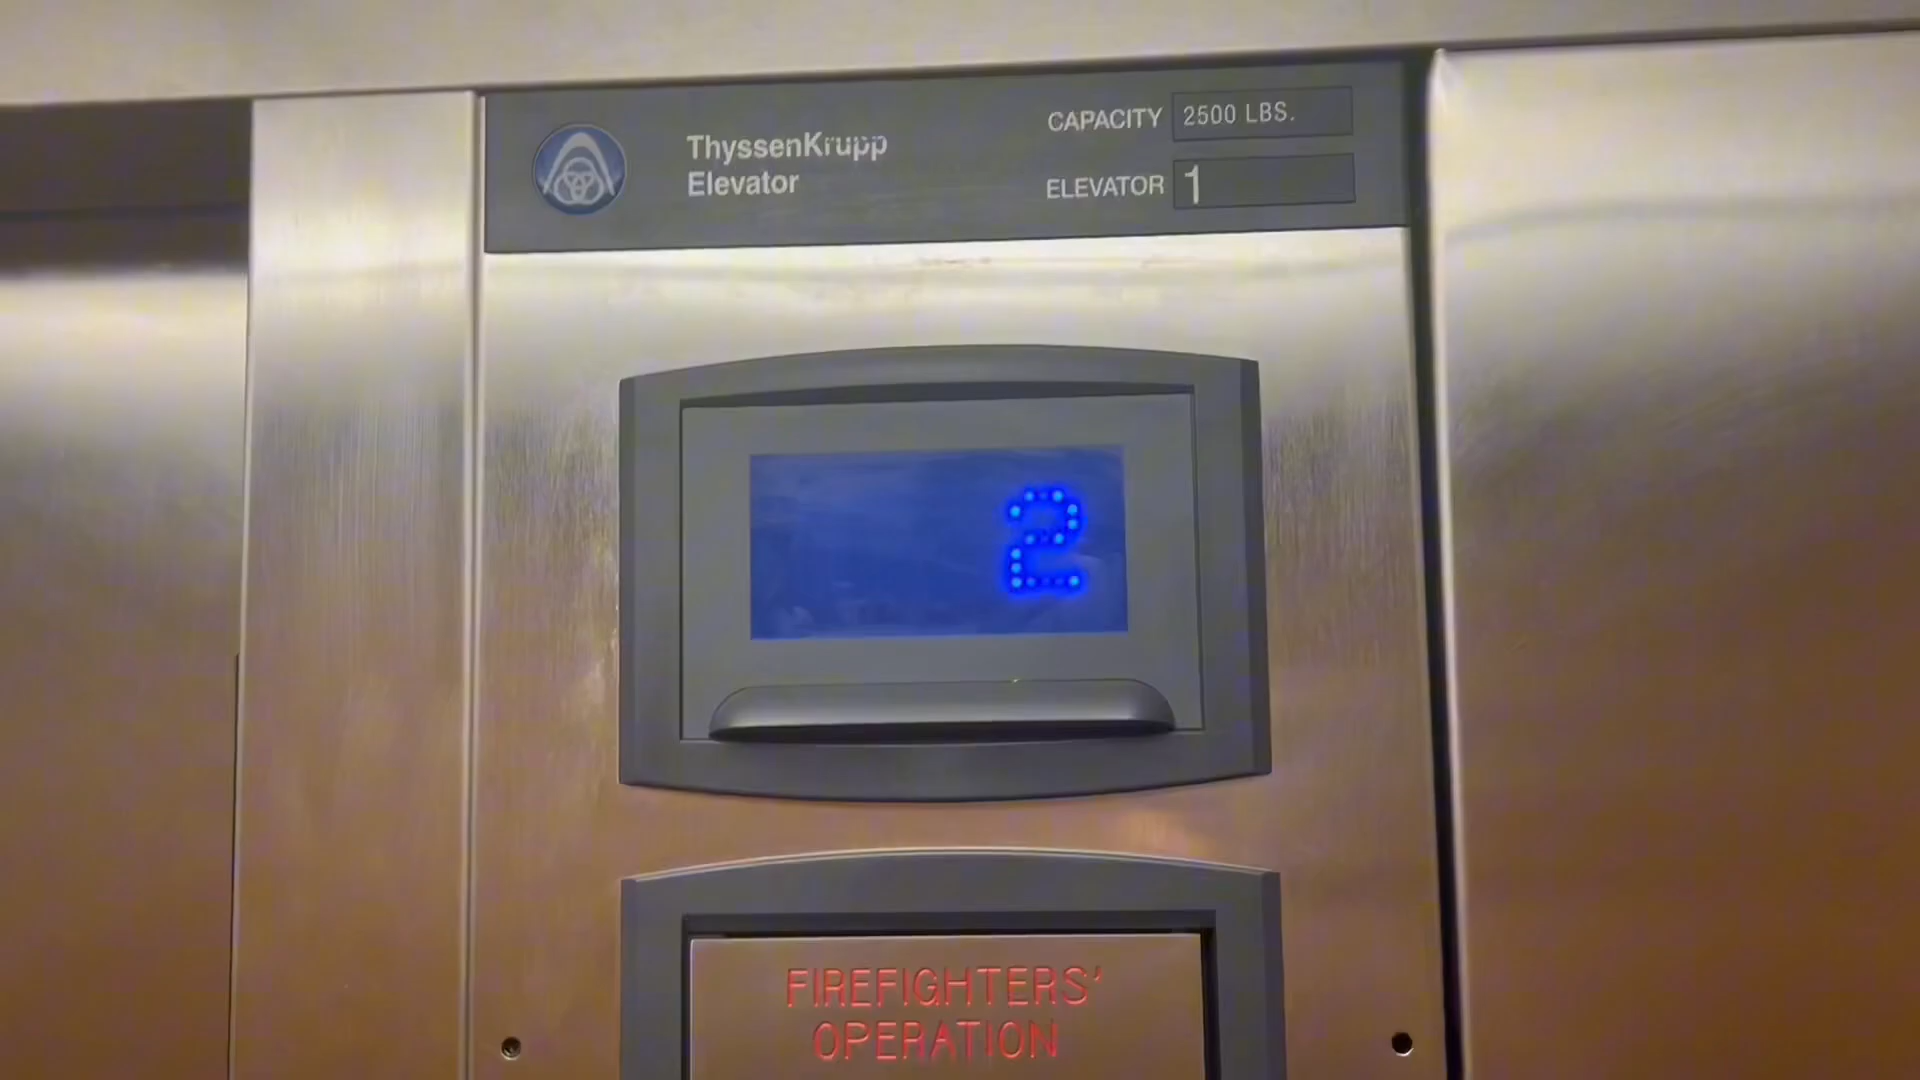 ThyssenKrupp
Elevator
CAPACITY 2500 LBS.
ELEVATOR 1
2
FIREFIGHTERS'
OPERATION